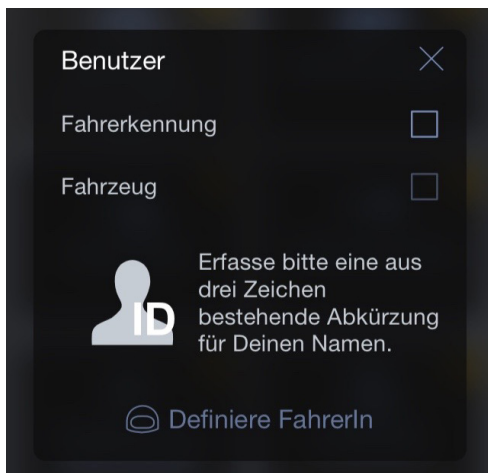 Benutzer
Fahrerkennung
Fahrzeug
Erfasse bitte eine aus
drei Zeichen
bestehende Abkürzung
für Deinen Namen.
ID
Definiere FahrerIn